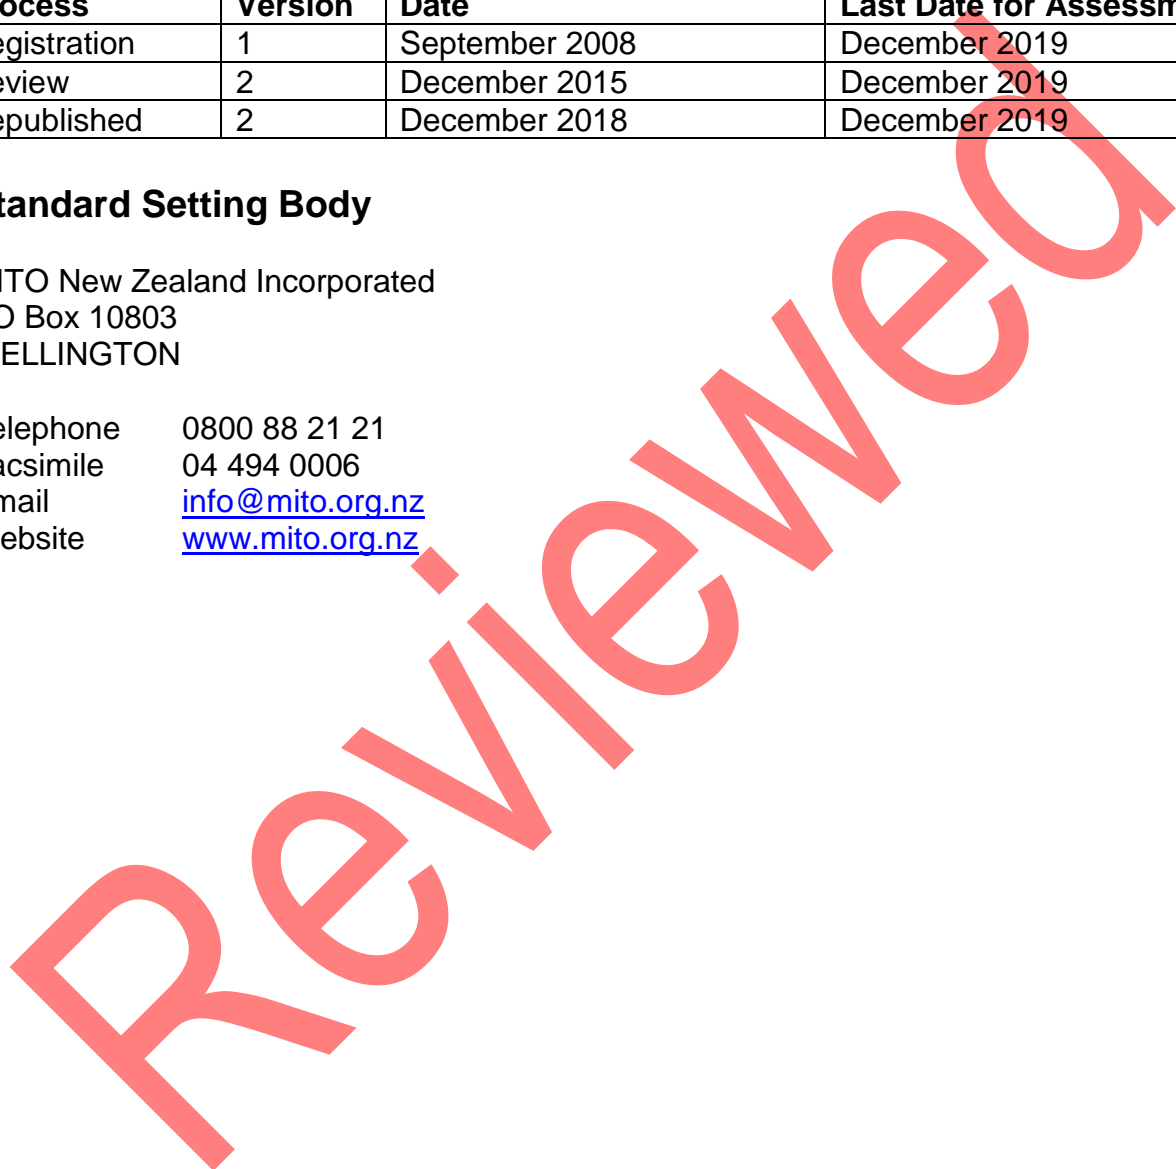 ocess Version Date Last Date for Assessm
egistration 1 September 2008 December 2019
eview 2 December 2015 December 2019
epublished 2 December 2018 December 2019
tandard Setting Body
ITO New Zealand Incorporated
O Box 10803
ELLINGTON
elephone 0800 88 21 21
acsimile 04 494 0006
mail info@mito.org.nz
ebsite www.mito.org.nz
Reviewed